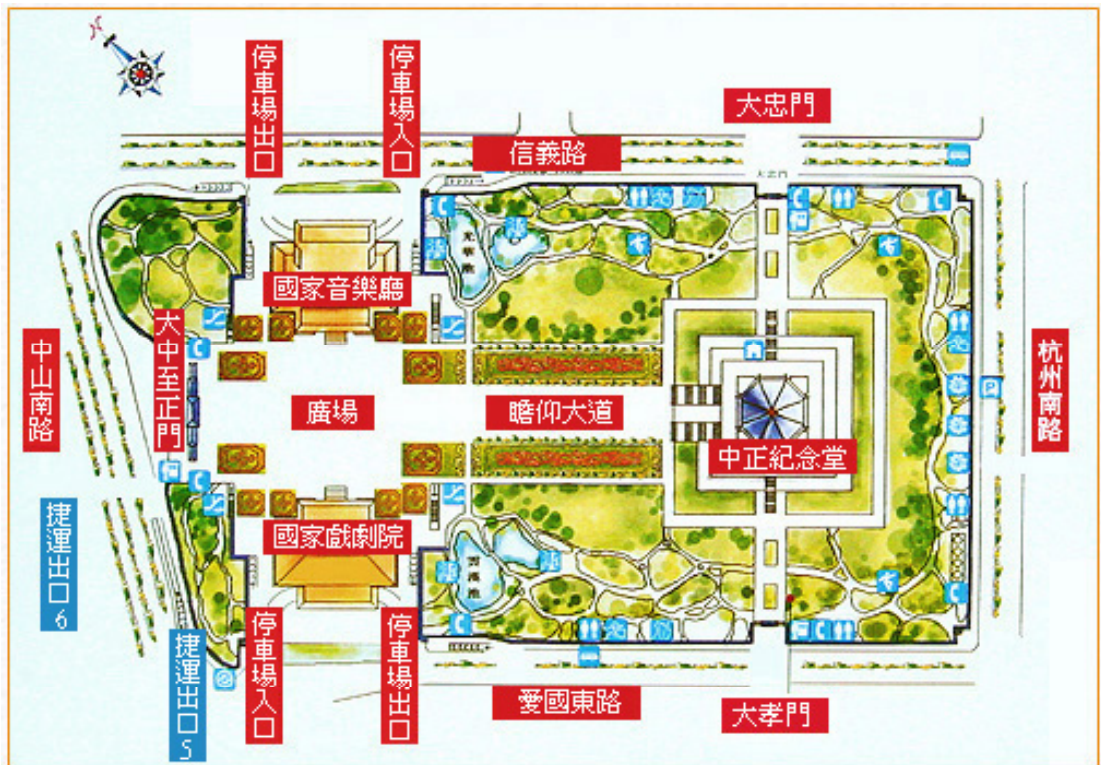 停車場出口
停車場入口
大忠門
信義路
大忠門
國家音樂廳
大中至正門
中山南路
杭州南路
廣場
瞻仰大道
中正紀念堂
P
國家戲劇院
捷運出口6
捷運出口5
停車場入口
停車場出口
愛國東路
大孝門